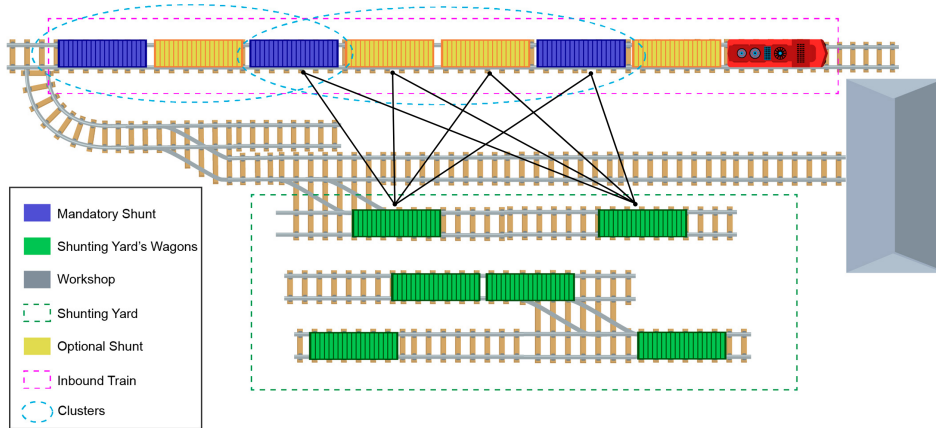 Mandatory Shunt
Shunting Yard's Wagons
Workshop
Shunting Yard
Optional Shunt
Inbound Train
Clusters